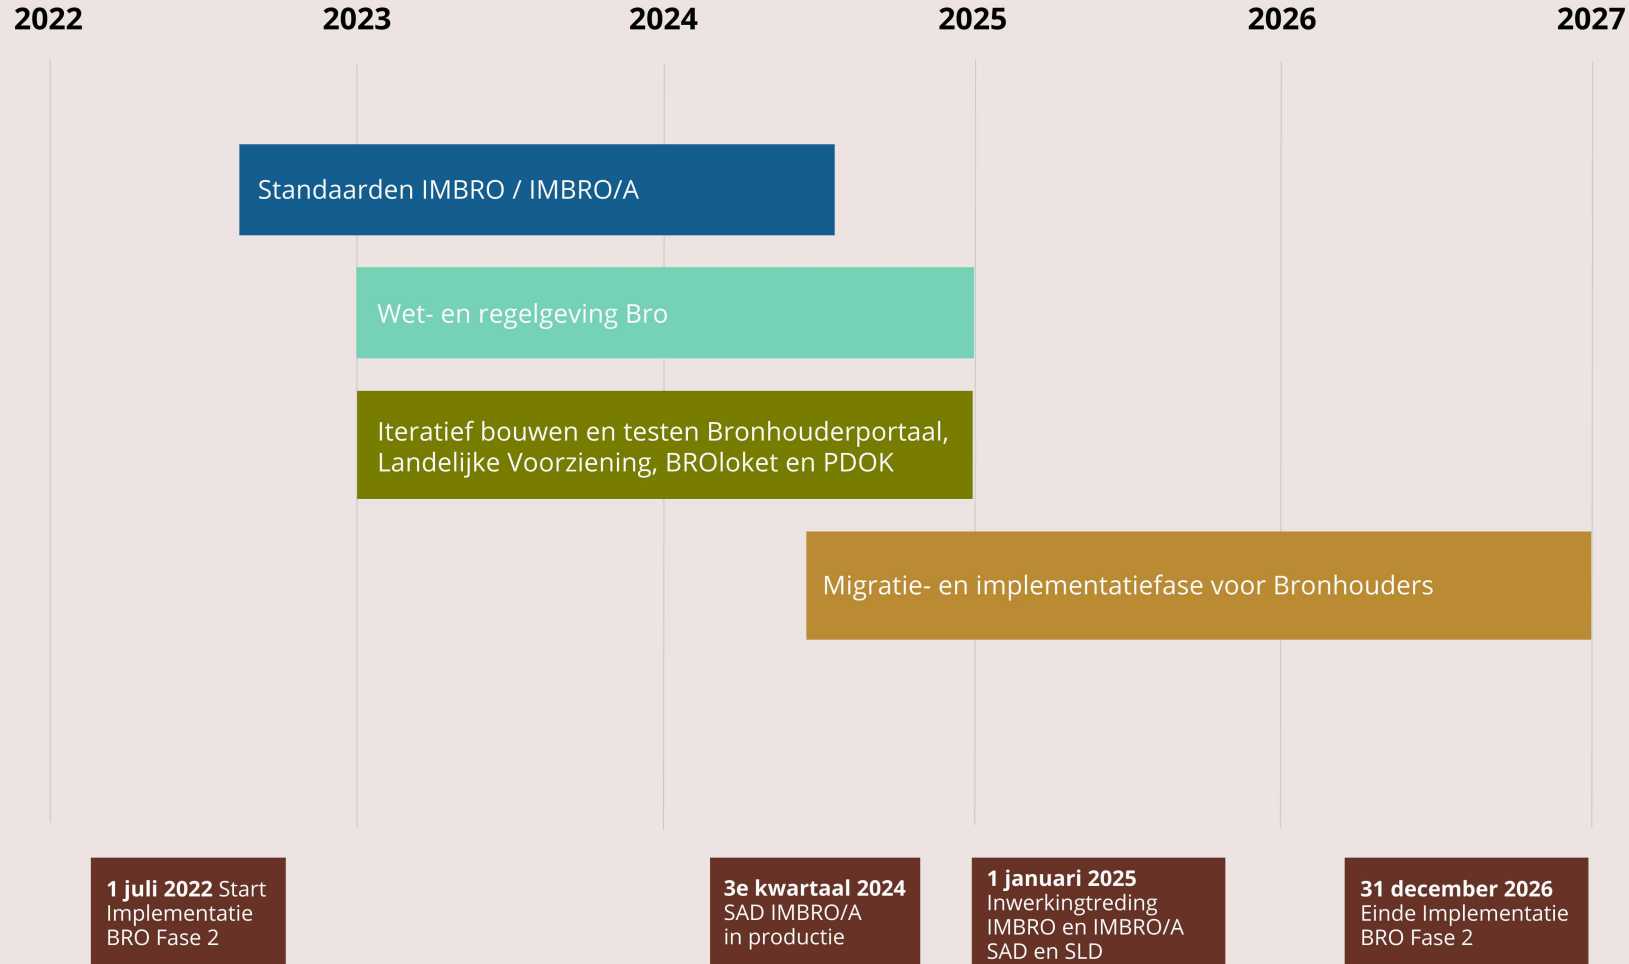 2022 2023 2024 2025 2026 2027
Standaarden IMBRO / IMBRO/A
Wet- en regelgeving Bro
Iteratief bouwen en testen Bronhouderportaal,
Landelijke Voorziening, BROloket en PDOK
Migratie- en implementatiefase voor Bronhouders
1 juli 2022 Start
Implementatie
BRO Fase 2
3e kwartaal 2024
SAD IMBRO/A
in productie
1 januari 2025
Inwerkingtreding
IMBRO en IMBRO/A
SAD en SLD
31 december 2026
Einde Implementatie
BRO Fase 2